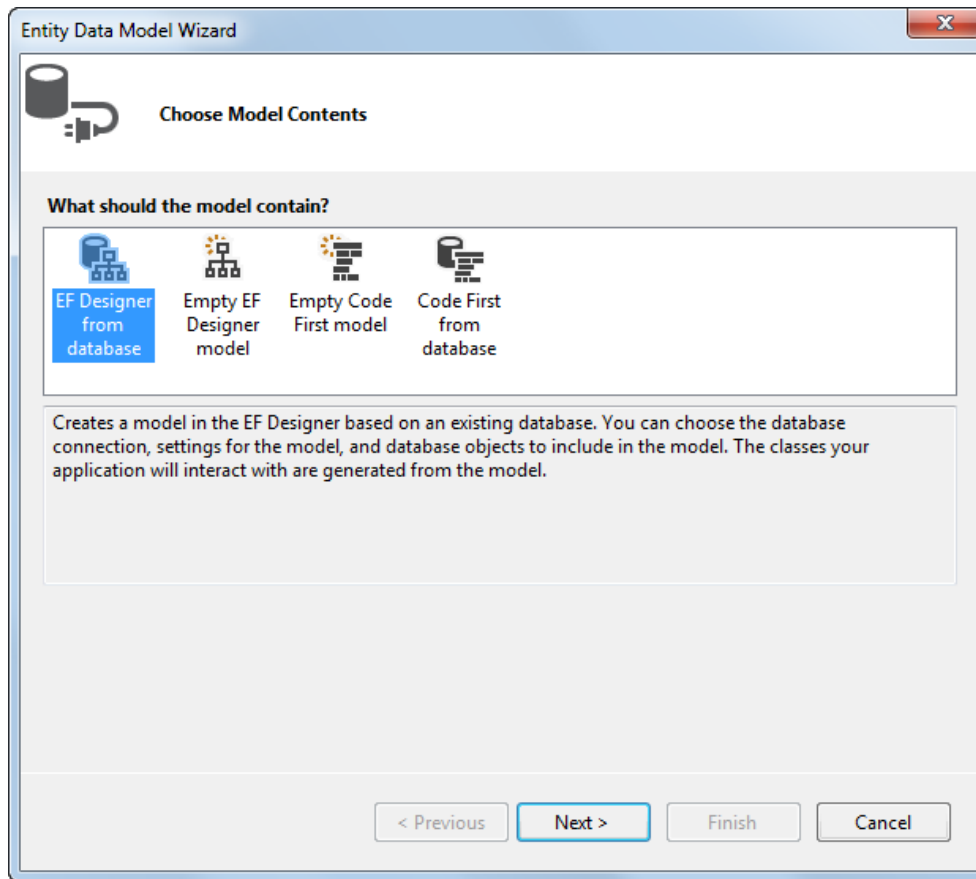 Entity Data Model Wizard
Choose Model Contents
What should the model contain?
EF Designer
from
database
Empty EF
Designer
model
Empty Code
First model
Code First
from
database
Creates a model in the EF Designer based on an existing database. You can choose the database
connection, settings for the model, and database objects to include in the model. The classes your
application will interact with are generated from the model.
< Previous
Next >
Finish
Cancel